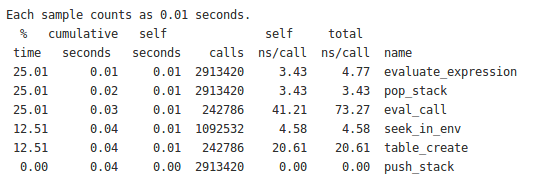 Each sample counts as 0.01 seconds.
  %   cumulative   self              self     total
 time   seconds   seconds    calls  ns/call  ns/call  name
 25.01      0.01     0.01  2913420     3.43     4.77  evaluate_expression
 25.01      0.02     0.01  2913420     3.43     3.43  pop_stack
 25.01      0.03     0.01   242786    41.21    73.27  eval_call
 12.51      0.04     0.01  1092532     4.58     4.58  seek_in_env
 12.51      0.04     0.01   242786    20.61    20.61  table_create
  0.00      0.04     0.00  2913420     0.00     0.00  push_stack